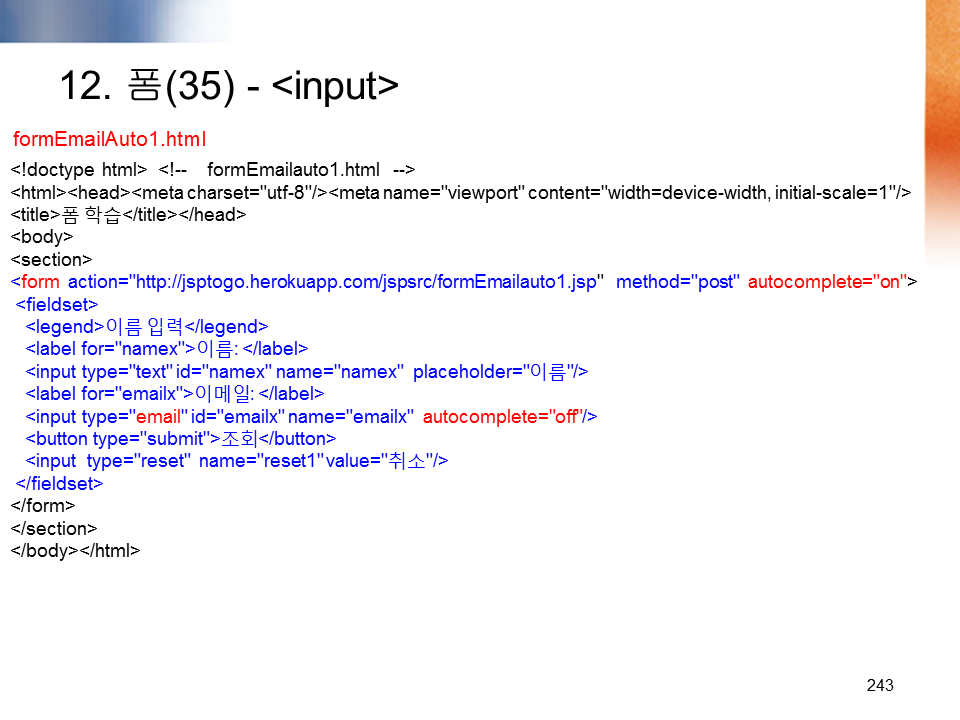 12. 폼(35) - <input>
formEmailAuto1.html
<!doctype html> <!-- formEmailauto1.html -->
<html><head><meta charset="utf-8"/><meta name="viewport" content="width=device-width, initial-scale=1"/>
<title>폼 학습</title></head>
<body>
<section>
<form action="http://jsptogo.herokuapp.com/jspsrc/formEmailauto1.jsp" method="post" autocomplete="on">
<fieldset>
<legend>이름 입력</legend>
<label for="namex">이름: </label>
<input type="text" id="namex" name="namex" placeholder="이름"/>
<label for="emailx">이메일: </label>
<input type="email" id="emailx" name="emailx" autocomplete="off"/>
<button type="submit">조회</button>
<input type="reset" name="reset1" value="취소"/>
</fieldset>
</form>
</section>
</body></html>
243